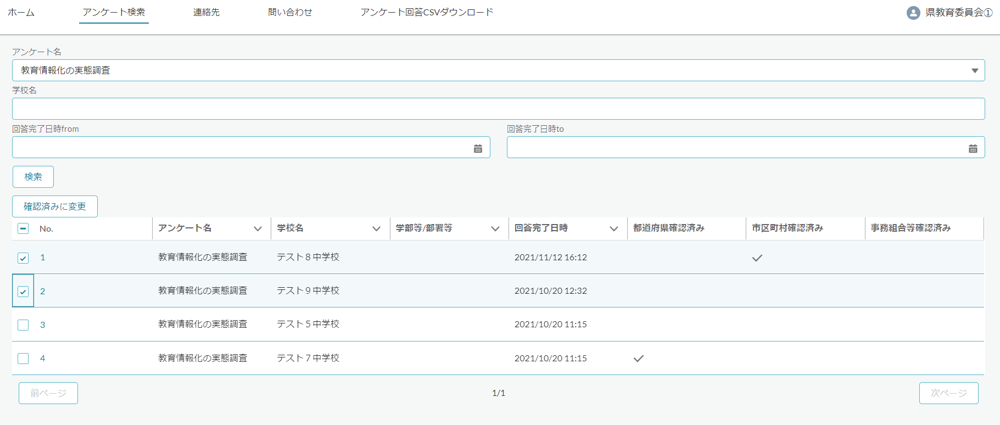 ホーム アンケート検索 連絡先 問い合わせ アンケート回答CSVダウンロード 県教育委員会①
アンケート名
教育情報化の実態調査
学校名
回答完了日時from 回答完了日時to
検索
確認済みに変更
No. アンケート名 学校名 学部等/部署等 回答完了日時 都道府県確認済み 市区町村確認済み 事務組合等確認済み
1 教育情報化の実態調査 テスト８中学校 2021/11/12 16:12
2 教育情報化の実態調査 テスト９中学校 2021/10/20 12:32
3 教育情報化の実態調査 テスト５中学校 2021/10/20 11:15
4 教育情報化の実態調査 テスト７中学校 2021/10/20 11:15
前ページ 1/1 次ページ